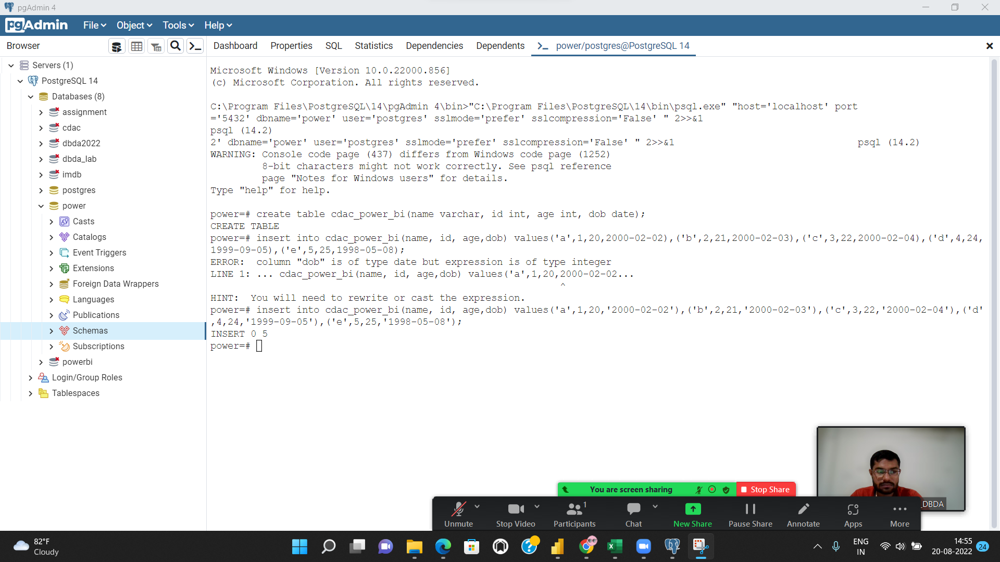 pgAdmin 4
pgAdmin File Object Tools Help
Browser Dashboard Properties SQL Statistics Dependencies Dependents power/postgres@PostgreSQL 14
Servers (1)
PostgreSQL 14
Databases (8)
assignment
cdac
dbda2022
dbda_lab
imdb
postgres
power
Casts
Catalogs
Event Triggers
Extensions
Foreign Data Wrappers
Languages
Publications
Schemas
Subscriptions
powerbi
Login/Group Roles
Tablespaces
Microsoft Windows [Version 10.0.22000.856]
(c) Microsoft Corporation. All rights reserved.
C:\Program Files\PostgreSQL\14\pgAdmin 4\bin>"C:\Program Files\PostgreSQL\14\bin\psql.exe" "host='localhost' port
='5432' dbname='power' user='postgres' sslmode='prefer' sslcompression='False' " 2>>&1
psql (14.2)
2' dbname='power' user='postgres' sslmode='prefer' sslcompression='False' " 2>>&1 psql (14.2)
WARNING: Console code page (437) differs from Windows code page (1252)
8-bit characters might not work correctly. See psql reference
page "Notes for Windows users" for details.
Type "help" for help.
power=# create table cdac_power_bi(name varchar, id int, age int, dob date);
CREATE TABLE
power=# insert into cdac_power_bi(name, id, age,dob) values('a',1,20,2000-02-02),('b',2,21,2000-02-03),('c',3,22,2000-02-04),('d',4,24,
1999-09-05),('e',5,25,1998-05-08);
ERROR: column "dob" is of type date but expression is of type integer
LINE 1: ... cdac_power_bi(name, id, age,dob) values('a',1,20,2000-02-02...
^
HINT: You will need to rewrite or cast the expression.
power=# insert into cdac_power_bi(name, id, age,dob) values('a',1,20,'2000-02-02'),('b',2,21,'2000-02-03'),('c',3,22,'2000-02-04'),('d'
,4,24,'1999-09-05'),('e',5,25,'1998-05-08');
INSERT 0 5
power=#
You are screen sharing Stop Share
_DBDA
1
Unmute Stop Video Participants Chat New Share Pause Share Annotate Apps More
82°F
Cloudy
ENG
IN
14:55
20-08-2022
24